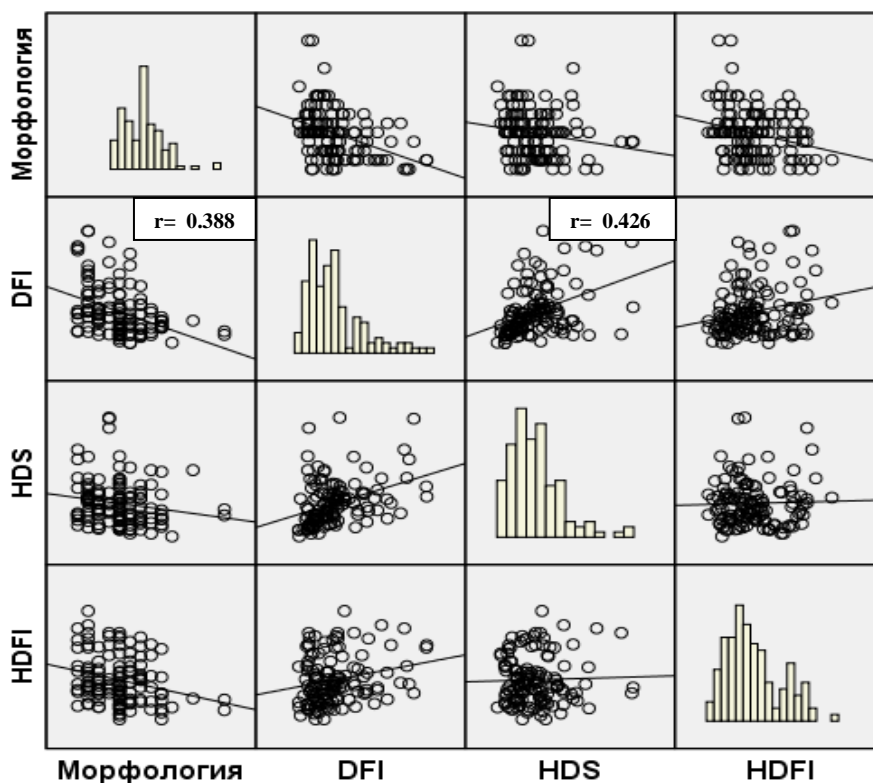 Морфология
r= 0.388
r= 0.426
DFI
HDS
HDFI
Морфология DFI HDS HDFI